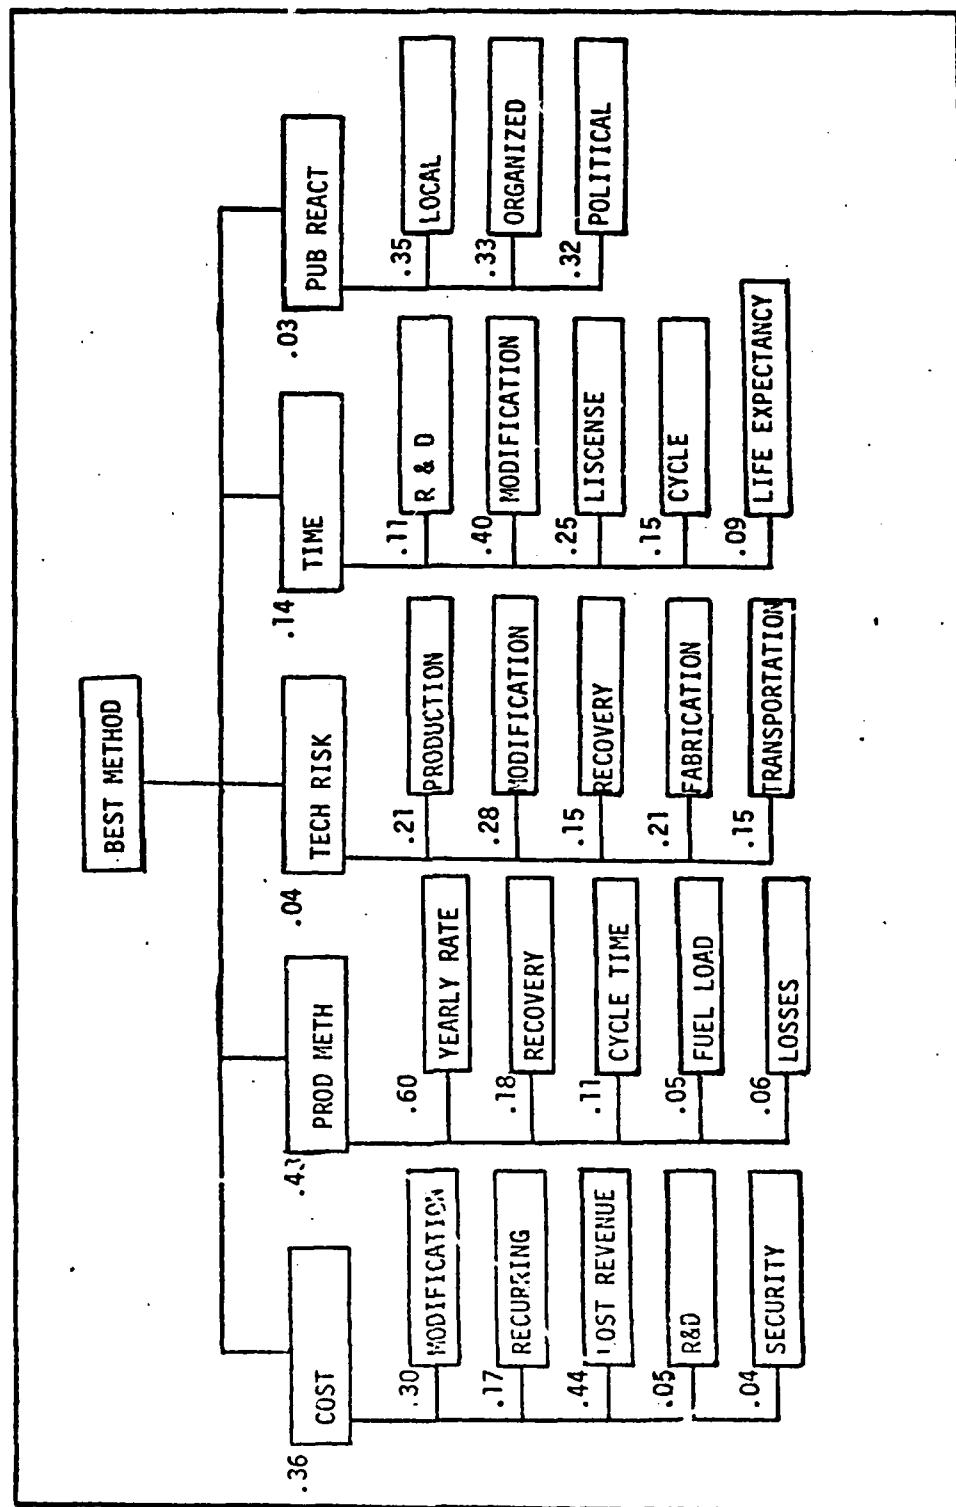 BEST METHOD
.36
COST
.30
MODIFICATION
.17
RECURRING
.44
LOST REVENUE
.05
R&D
.04
SECURITY
.43
PROD METH
.60
YEARLY RATE
.18
RECOVERY
.11
CYCLE TIME
.05
FUEL LOAD
.06
LOSSES
.04
TECH RISK
.21
PRODUCTION
.28
MODIFICATION
.15
RECOVERY
.21
FABRICATION
.15
TRANSPORTATION
.14
TIME
.11
R & D
.40
MODIFICATION
.25
LISCENSE
.15
CYCLE
.09
LIFE EXPECTANCY
.03
PUB REACT
.35
LOCAL
.33
ORGANIZED
.32
POLITICAL